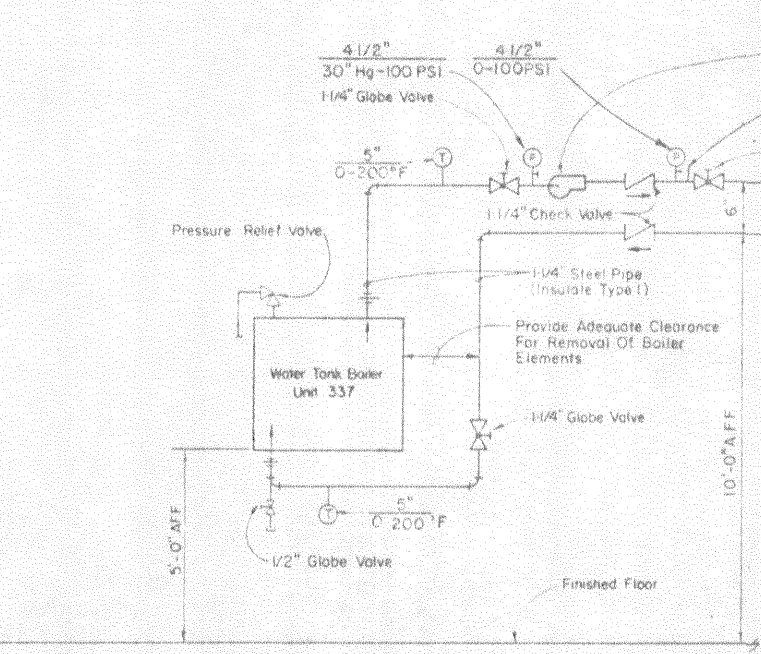 4 1/2"
30" Hg-100 PSI
4 1/2"
0-100PSI
1-1/4" Globe Valve
5"
0-200°F
T
P
P
1-1/4" Check Valve
6'
Pressure Relief Valve
1-1/4" Steel Pipe
(Insulate Type I)
Provide Adequate Clearance
For Removal Of Boiler
Elements
Water Tank Boiler
Unit 337
1-1/4" Globe Valve
10'-0" AFF
5"
0 200°F
T
5'-0" AFF
1/2" Globe Valve
Finished Floor